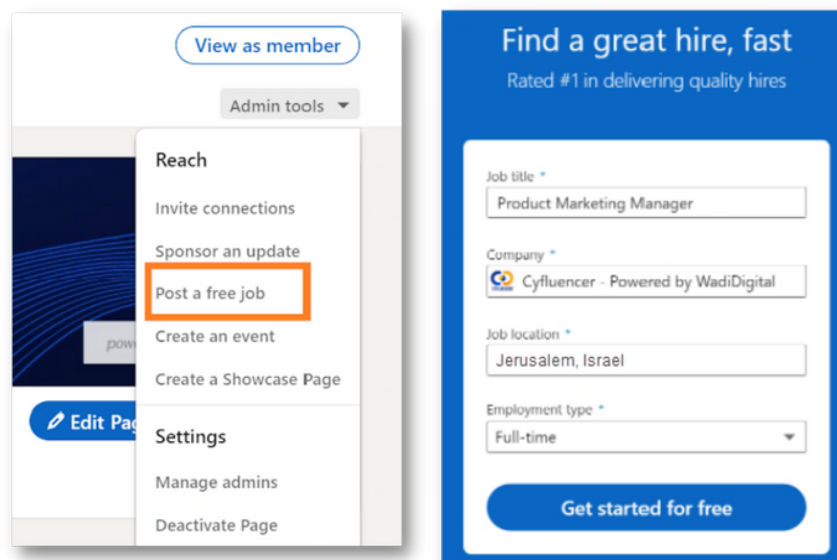 View as member
Admin tools
Reach
Invite connections
Sponsor an update
Post a free job
Create an event
Create a Showcase Page
Edit
Settings
Manage admins
Deactivate Page
Find a great hire, fast
Rated #1 in delivering quality hires
Job title *
Product Marketing Manager
Company *
Cyfluencer - Powered by WadiDigital
Job location *
Jerusalem, Israel
Employment type *
Full-time
Get started for free